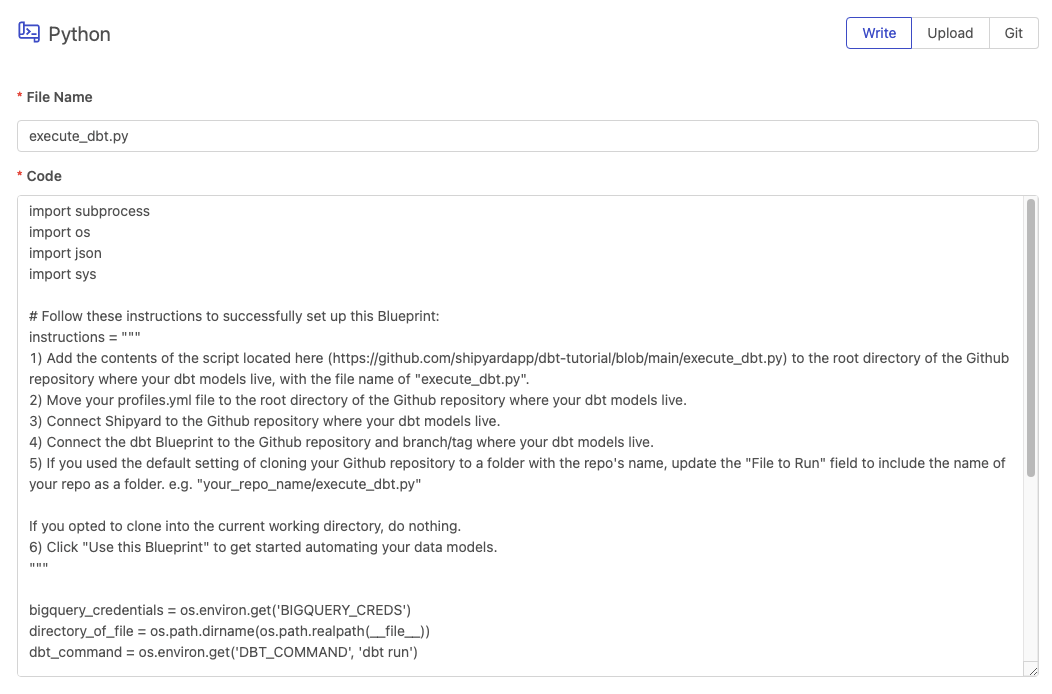 Python
Write Upload Git
* File Name
execute_dbt.py
* Code
import subprocess
import os
import json
import sys
# Follow these instructions to successfully set up this Blueprint:
instructions = """
1) Add the contents of the script located here (https://github.com/shipyardapp/dbt-tutorial/blob/main/execute_dbt.py) to the root directory of the Github
repository where your dbt models live, with the file name of "execute_dbt.py".
2) Move your profiles.yml file to the root directory of the Github repository where your dbt models live.
3) Connect Shipyard to the Github repository where your dbt models live.
4) Connect the dbt Blueprint to the Github repository and branch/tag where your dbt models live.
5) If you used the default setting of cloning your Github repository to a folder with the repo's name, update the "File to Run" field to include the name of
your repo as a folder. e.g. "your_repo_name/execute_dbt.py"
If you opted to clone into the current working directory, do nothing.
6) Click "Use this Blueprint" to get started automating your data models.
"""
bigquery_credentials = os.environ.get('BIGQUERY_CREDS')
directory_of_file = os.path.dirname(os.path.realpath(__file__))
dbt_command = os.environ.get('DBT_COMMAND', 'dbt run')